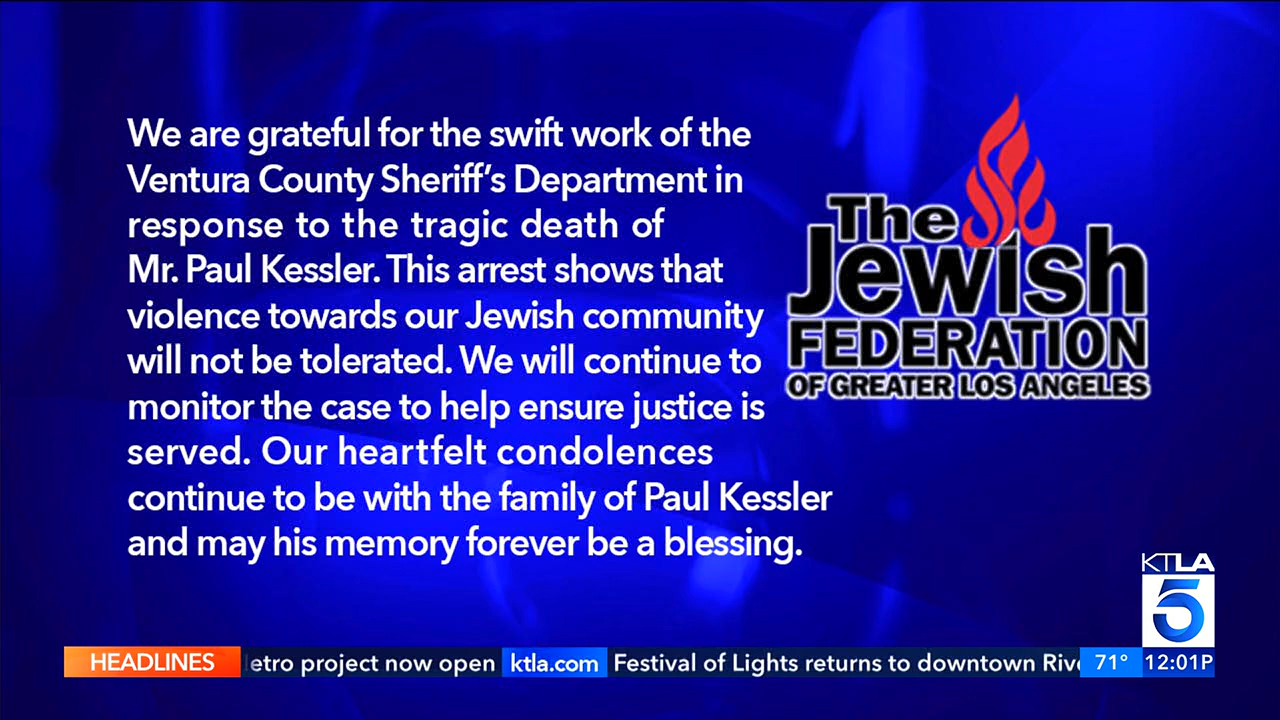 We are grateful for the swift work of the
Ventura County Sheriff's Department in
response to the tragic death of
Mr. Paul Kessler. This arrest shows that
violence towards our Jewish community
will not be tolerated. We will continue to
monitor the case to help ensure justice is
served. Our heartfelt condolences
continue to be with the family of Paul Kessler
and may his memory forever be a blessing.
The
Jewish
FEDERATION
OF GREATER LOS ANGELES
KTLA
5
HEADLINES etro project now open ktla.com Festival of Lights returns to downtown Rive 71° 12:01P